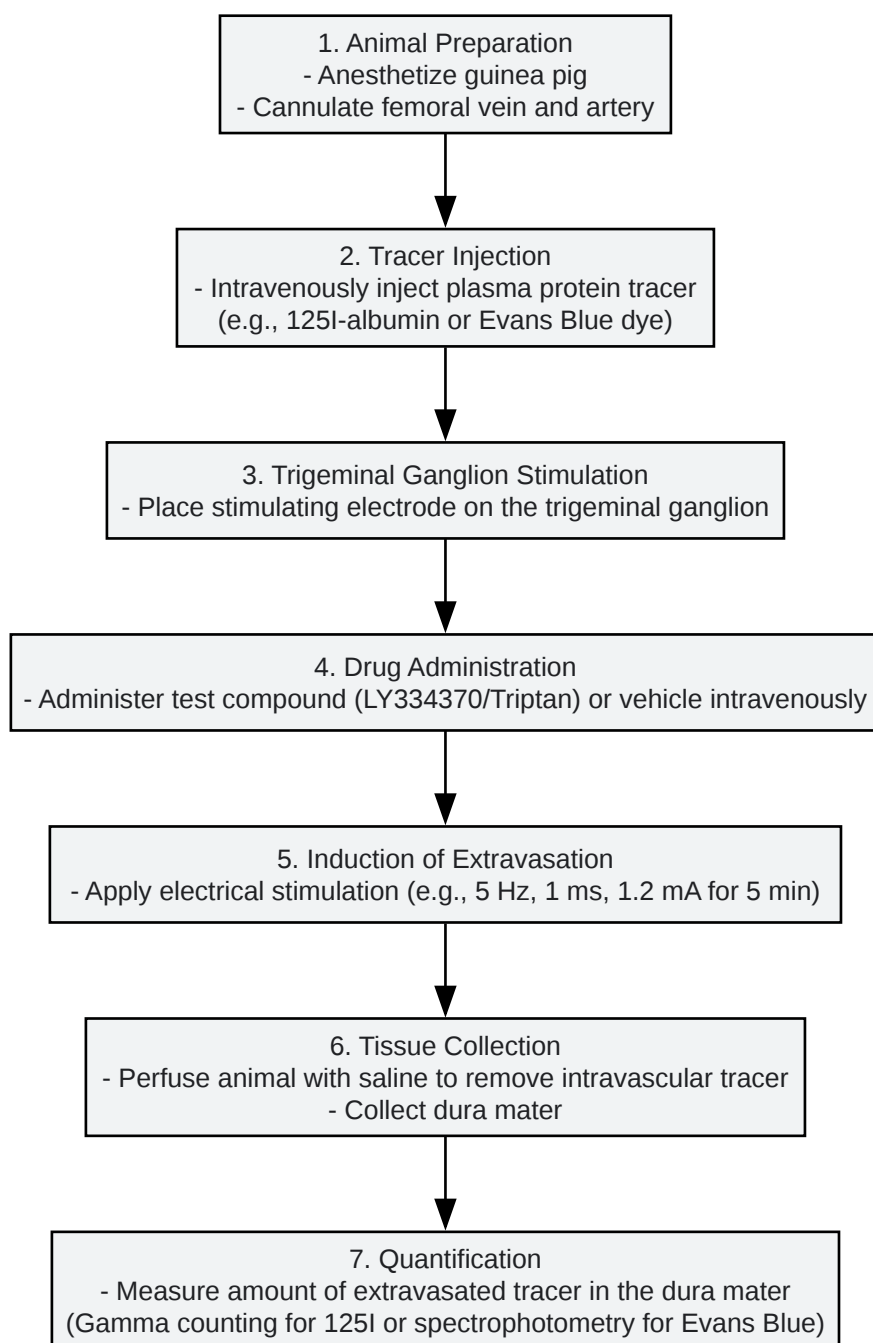 1. Animal Preparation
- Anesthetize guinea pig
- Cannulate femoral vein and artery
2. Tracer Injection
- Intravenously inject plasma protein tracer
(e.g., 125I-albumin or Evans Blue dye)
3. Trigeminal Ganglion Stimulation
- Place stimulating electrode on the trigeminal ganglion
4. Drug Administration
- Administer test compound (LY334370/Triptan) or vehicle intravenously
5. Induction of Extravasation
- Apply electrical stimulation (e.g., 5 Hz, 1 ms, 1.2 mA for 5 min)
6. Tissue Collection
- Perfuse animal with saline to remove intravascular tracer
- Collect dura mater
7. Quantification
- Measure amount of extravasated tracer in the dura mater
(Gamma counting for 125I or spectrophotometry for Evans Blue)